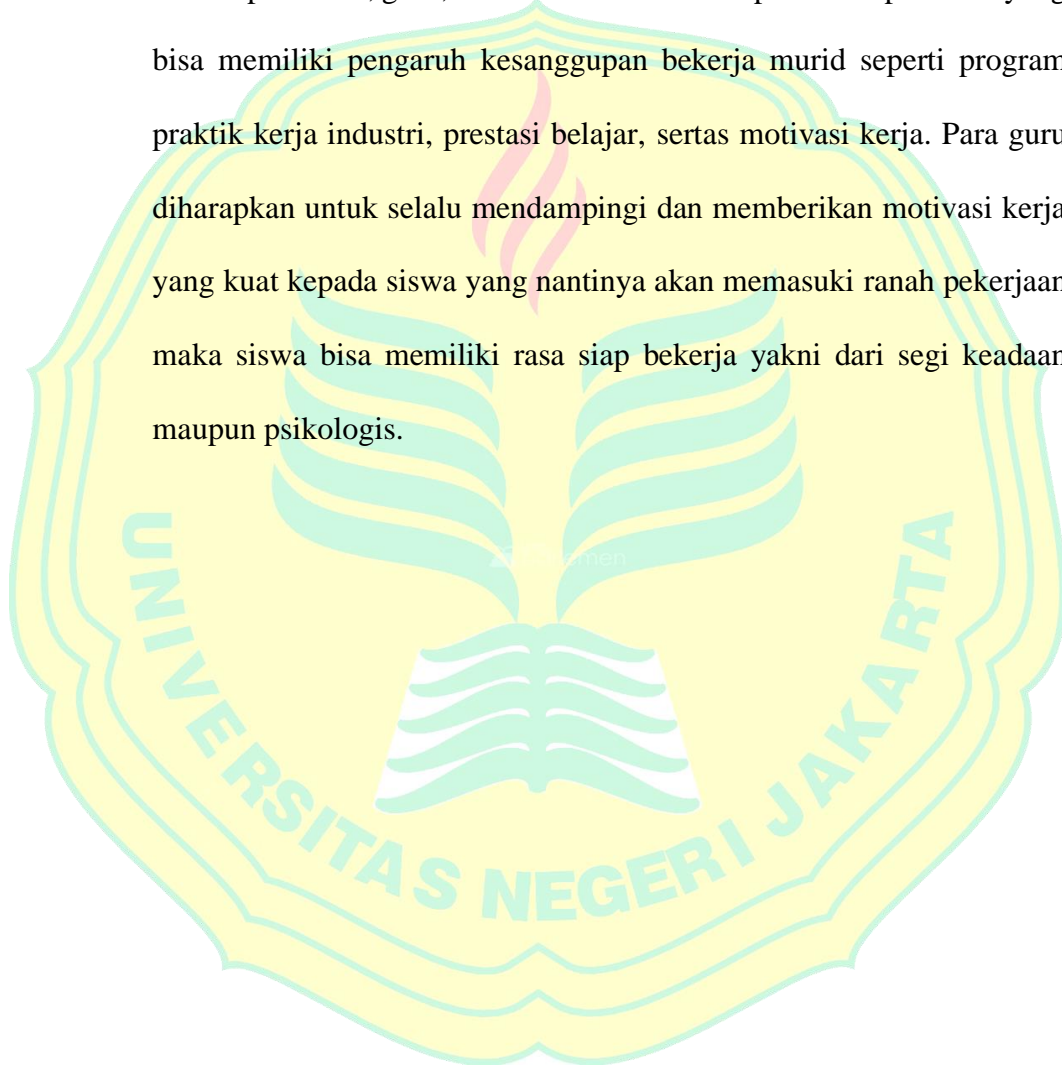 bisa memiliki pengaruh kesanggupan bekerja murid seperti program
praktik kerja industri, prestasi belajar, sertas motivasi kerja. Para guru
diharapkan untuk selalu mendampingi dan memberikan motivasi kerja
yang kuat kepada siswa yang nantinya akan memasuki ranah pekerjaan
maka siswa bisa memiliki rasa siap bekerja yakni dari segi keadaan
maupun psikologis.
UNIVERSITAS NEGERI JAKARTA